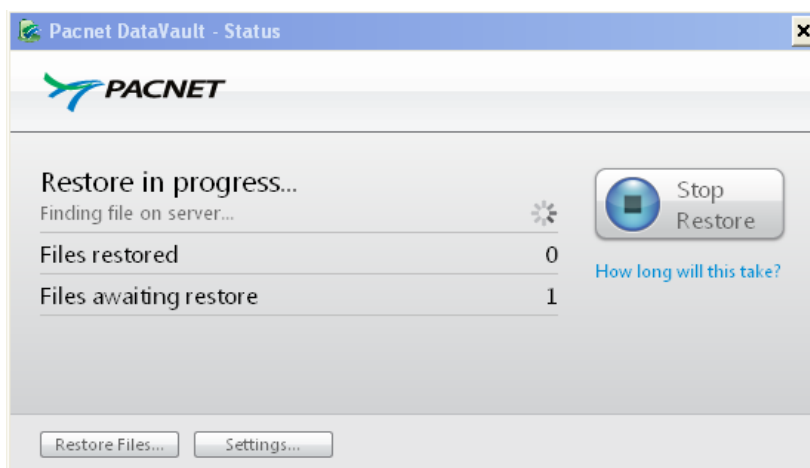 Pacnet DataVault - Status
PACNET
Restore in progress...
Finding file on server...
Files restored 0
Files awaiting restore 1
Stop
Restore
How long will this take?
Restore Files... Settings...